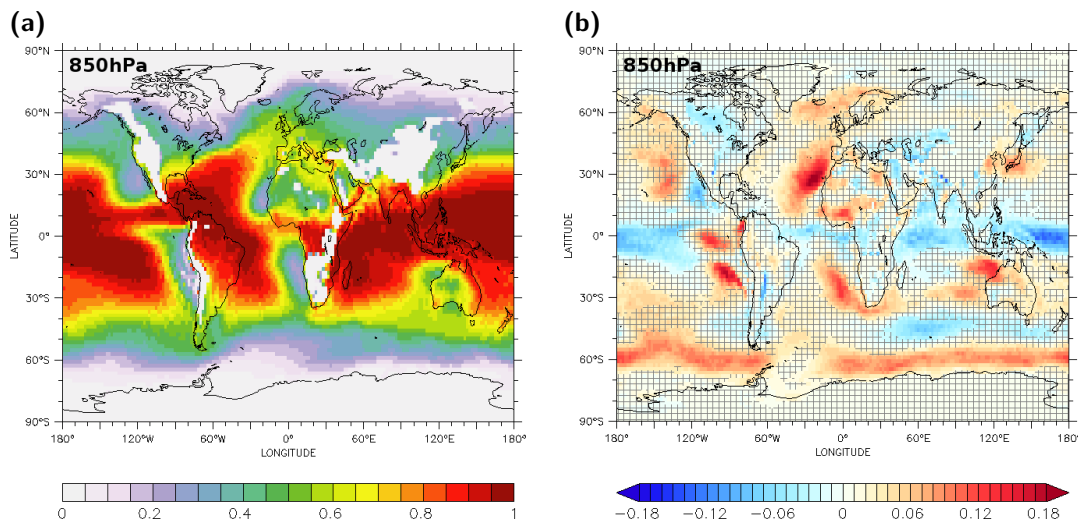 (a)
850hPa
90°N
60°N
30°N
0°
30°S
60°S
90°S
LATITUDE
180°
120°W
60°W
0°
60°E
120°E
180°
LONGITUDE
0
0.2
0.4
0.6
0.8
1
(b)
850hPa
90°N
60°N
30°N
0°
30°S
60°S
90°S
LATITUDE
180°
120°W
60°W
0°
60°E
120°E
180°
LONGITUDE
−0.18
−0.12
−0.06
0
0.06
0.12
0.18